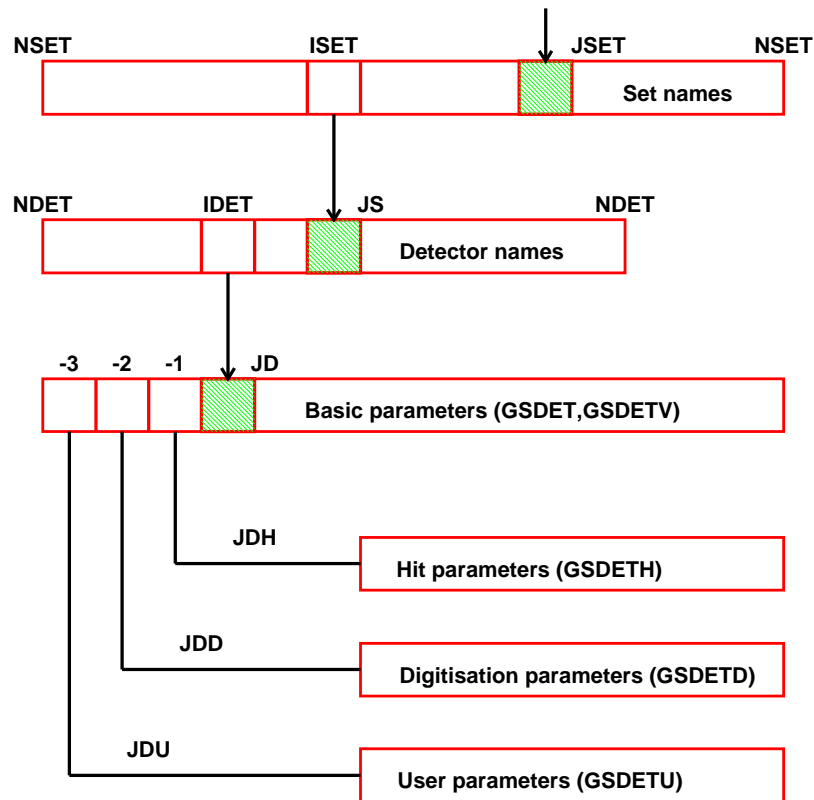 NSET ISET JSET NSET
Set names
NDET IDET JS NDET
Detector names
-3 -2 -1 JD
Basic parameters (GSDET,GSDETV)
JDH
Hit parameters (GSDETH)
JDD
Digitisation parameters (GSDETD)
JDU
User parameters (GSDETU)